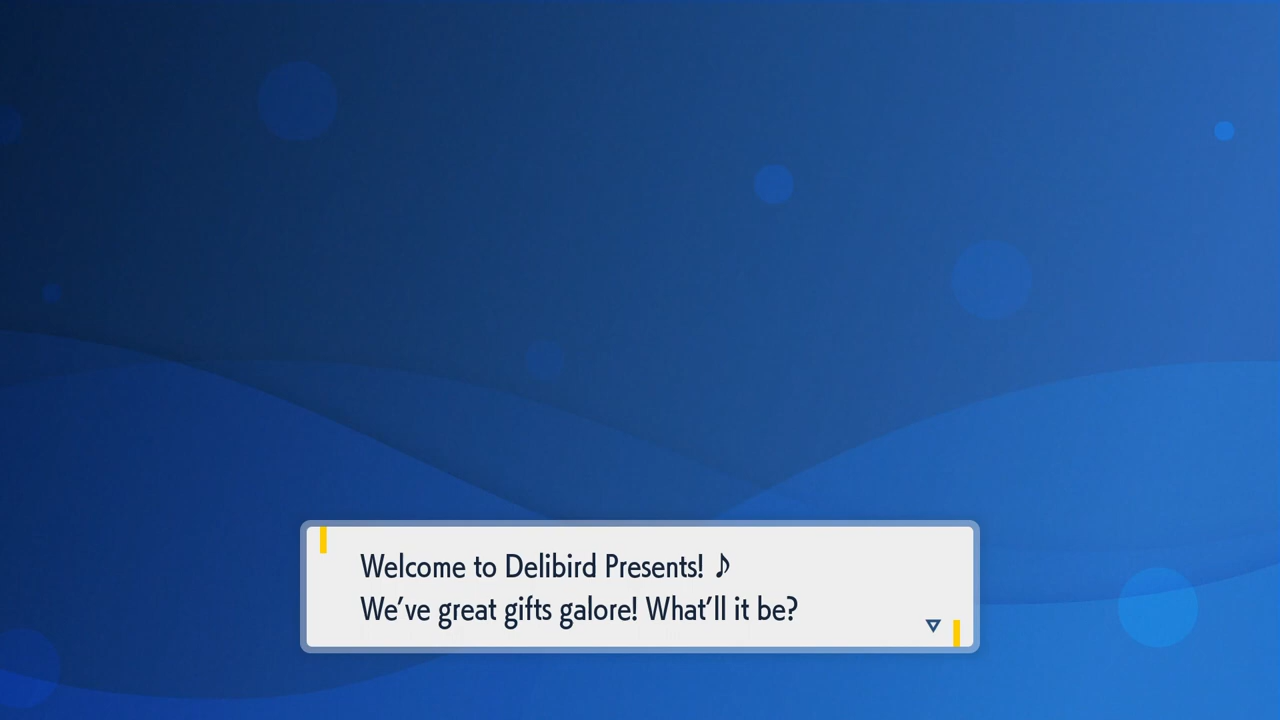 Welcome to Delibird Presents! ♪
We've great gifts galore! What'll it be?